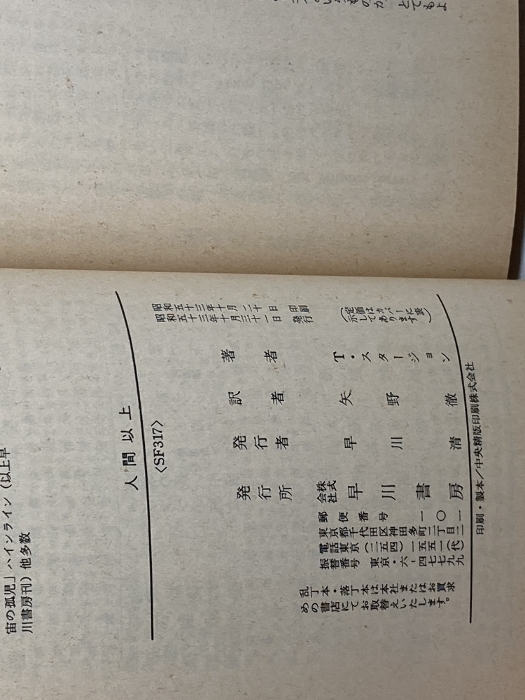 人間以上
〈SF317〉
昭和五十三年十月二十日 印刷
昭和五十三年十月三十一日 発行
(定価はカバーに表
示してあります)
著者 T・スタージョン
訳者 矢野徹
発行者 早川清
発行所 株式会社 早川書房
郵便番号 一〇一
東京都千代田区神田多町二丁目二
電話 東京(二五四)一五五一(代)
振替番号 東京・六-四七七九九
乱丁本・落丁本は本社またはお買求
めの書店にてお取替えいたします。
印刷・製本/中央精版印刷株式会社
宙の孤児」ハインライン(以上早
川書房刊)他多数